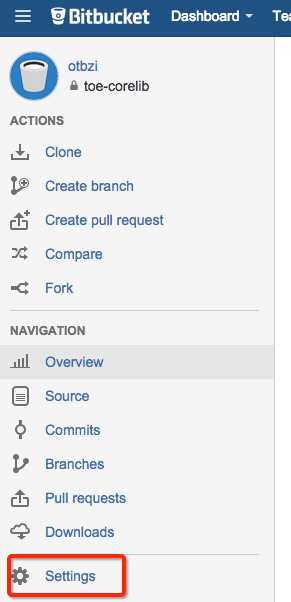 Bitbucket Dashboard
otbzi
toe-corelib
ACTIONS
Clone
Create branch
Create pull request
Compare
Fork
NAVIGATION
Overview
Source
Commits
Branches
Pull requests
Downloads
Settings